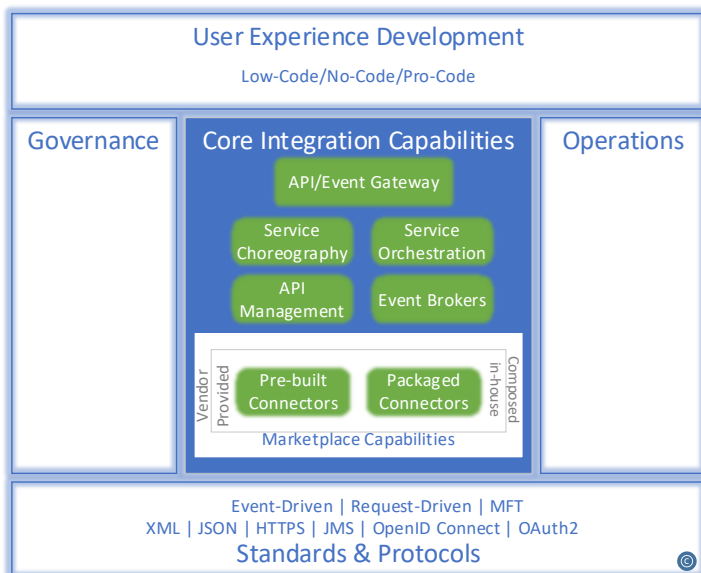 User Experience Development
Low-Code/No-Code/Pro-Code
Governance
Core Integration Capabilities
Operations
API/Event Gateway
Service
Choreography
Service
Orchestration
API
Management
Event Brokers
Vendor
Provided
Pre-built
Connectors
Packaged
Connectors
Composed
in-house
Marketplace Capabilities
Event-Driven | Request-Driven | MFT
XML | JSON | HTTPS | JMS | OpenID Connect | OAuth2
Standards & Protocols
©